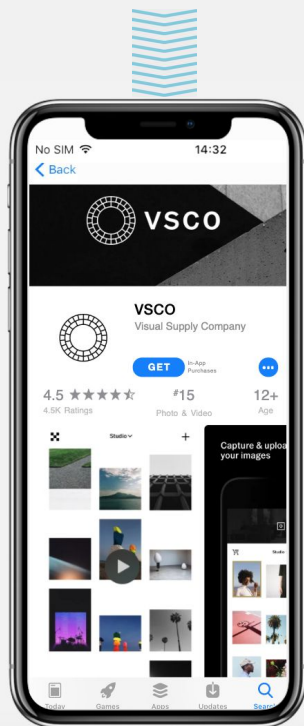 No SIM 14:32
Back
VSCO
VSCO
Visual Supply Company
GET In-App Purchases
4.5 #15 12+
4.5K Ratings Photo & Video Age
Studio
Capture & upload
your images
Studio
Today Games Apps Updates Search